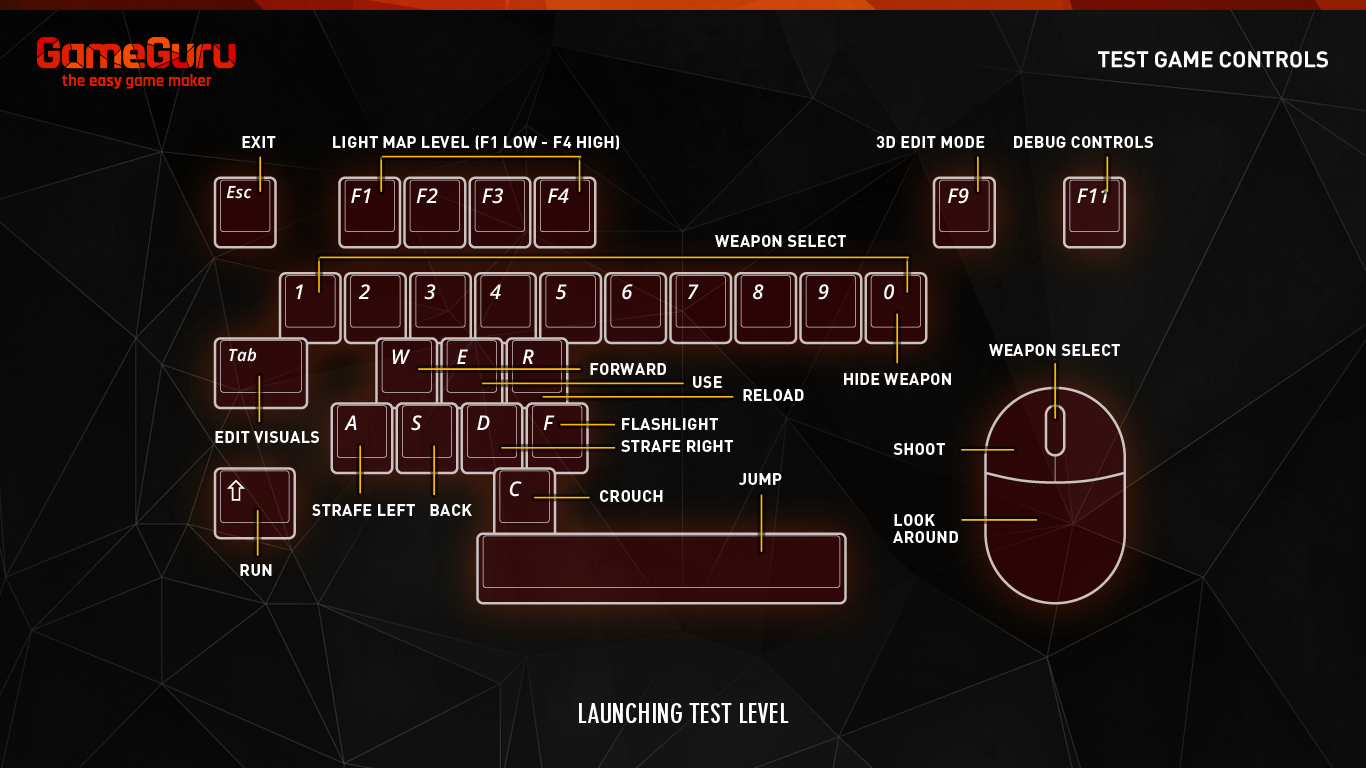 GameGuru
the easy game maker
TEST GAME CONTROLS
EXIT
LIGHT MAP LEVEL (F1 LOW - F4 HIGH)
3D EDIT MODE
DEBUG CONTROLS
Esc
F1
F2
F3
F4
F9
F11
WEAPON SELECT
1
2
3
4
5
6
7
8
9
0
Tab
W
E
R
FORWARD
USE
RELOAD
HIDE WEAPON
WEAPON SELECT
EDIT VISUALS
A
S
D
F
FLASHLIGHT
STRAFE RIGHT
SHOOT
STRAFE LEFT
BACK
C
CROUCH
JUMP
LOOK
AROUND
RUN
LAUNCHING TEST LEVEL